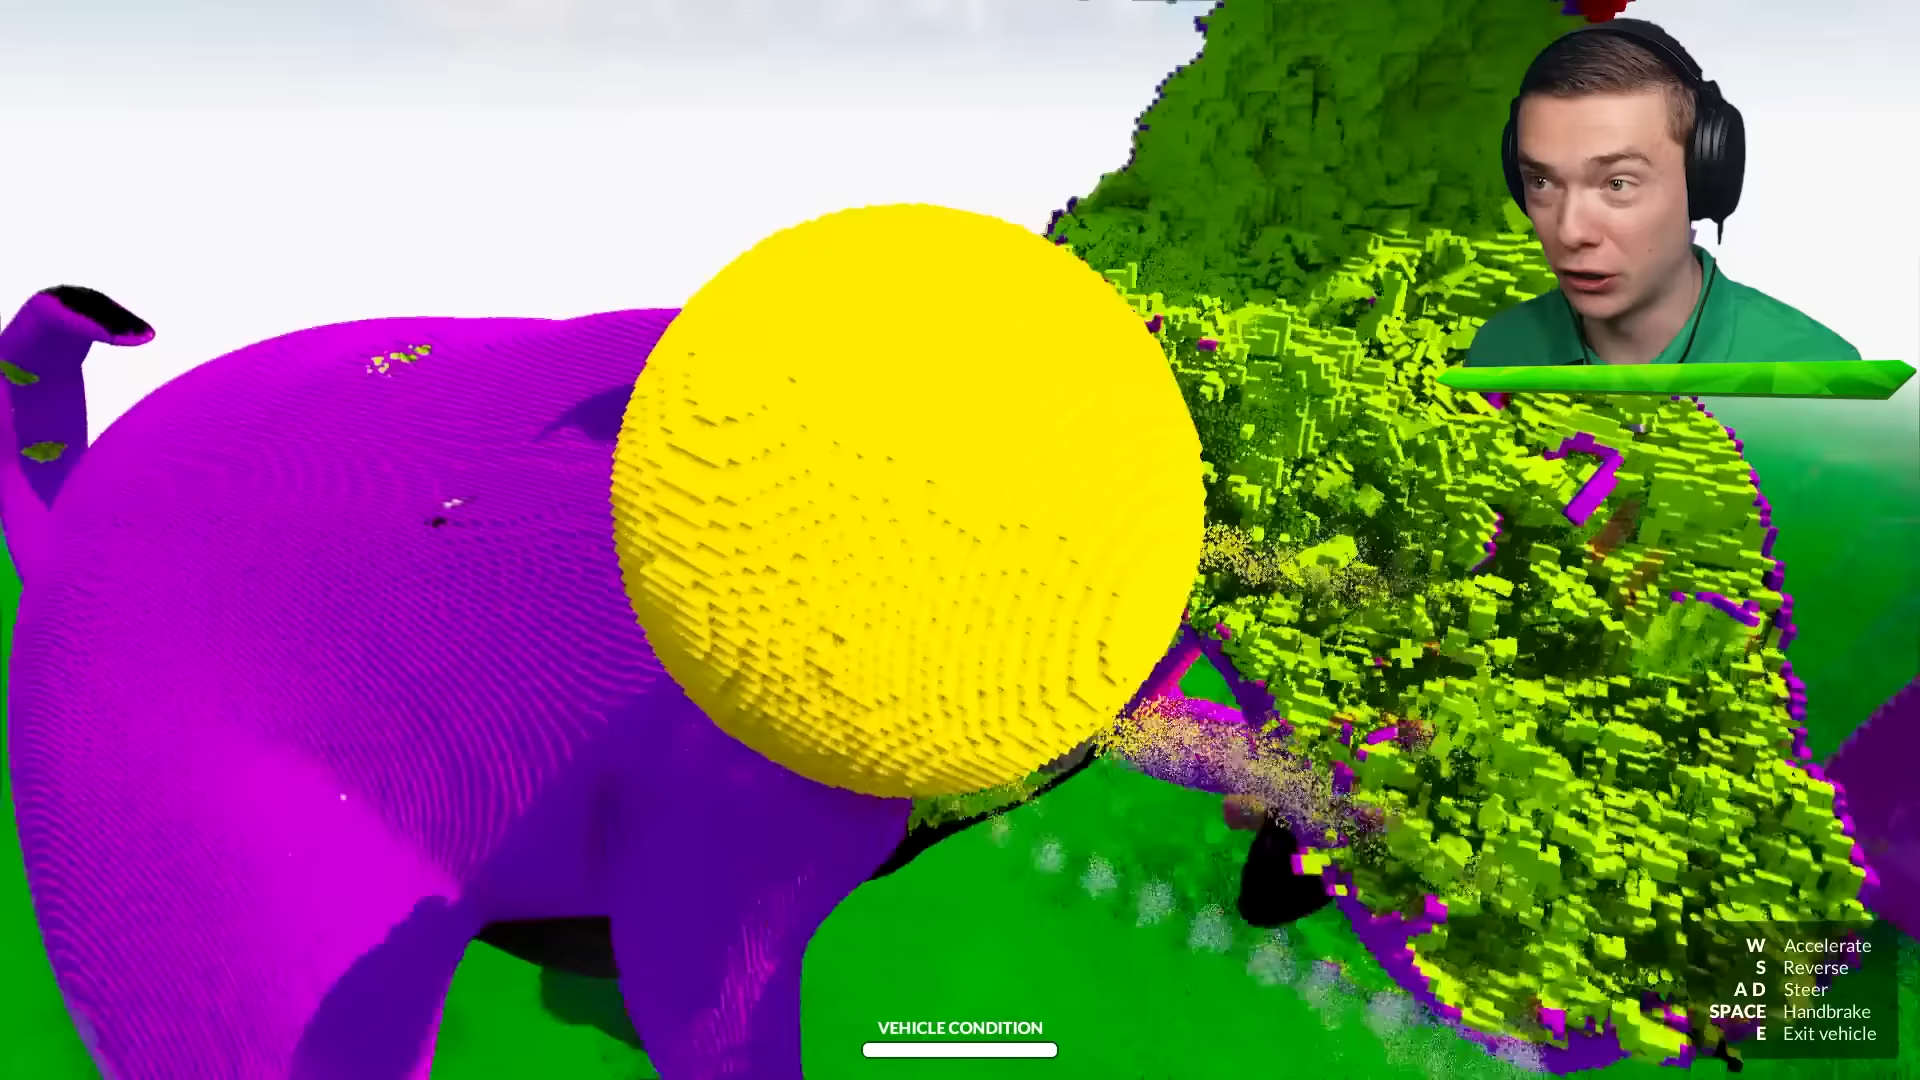 W Accelerate
S Reverse
A D Steer
SPACE Handbrake
E Exit vehicle
VEHICLE CONDITION